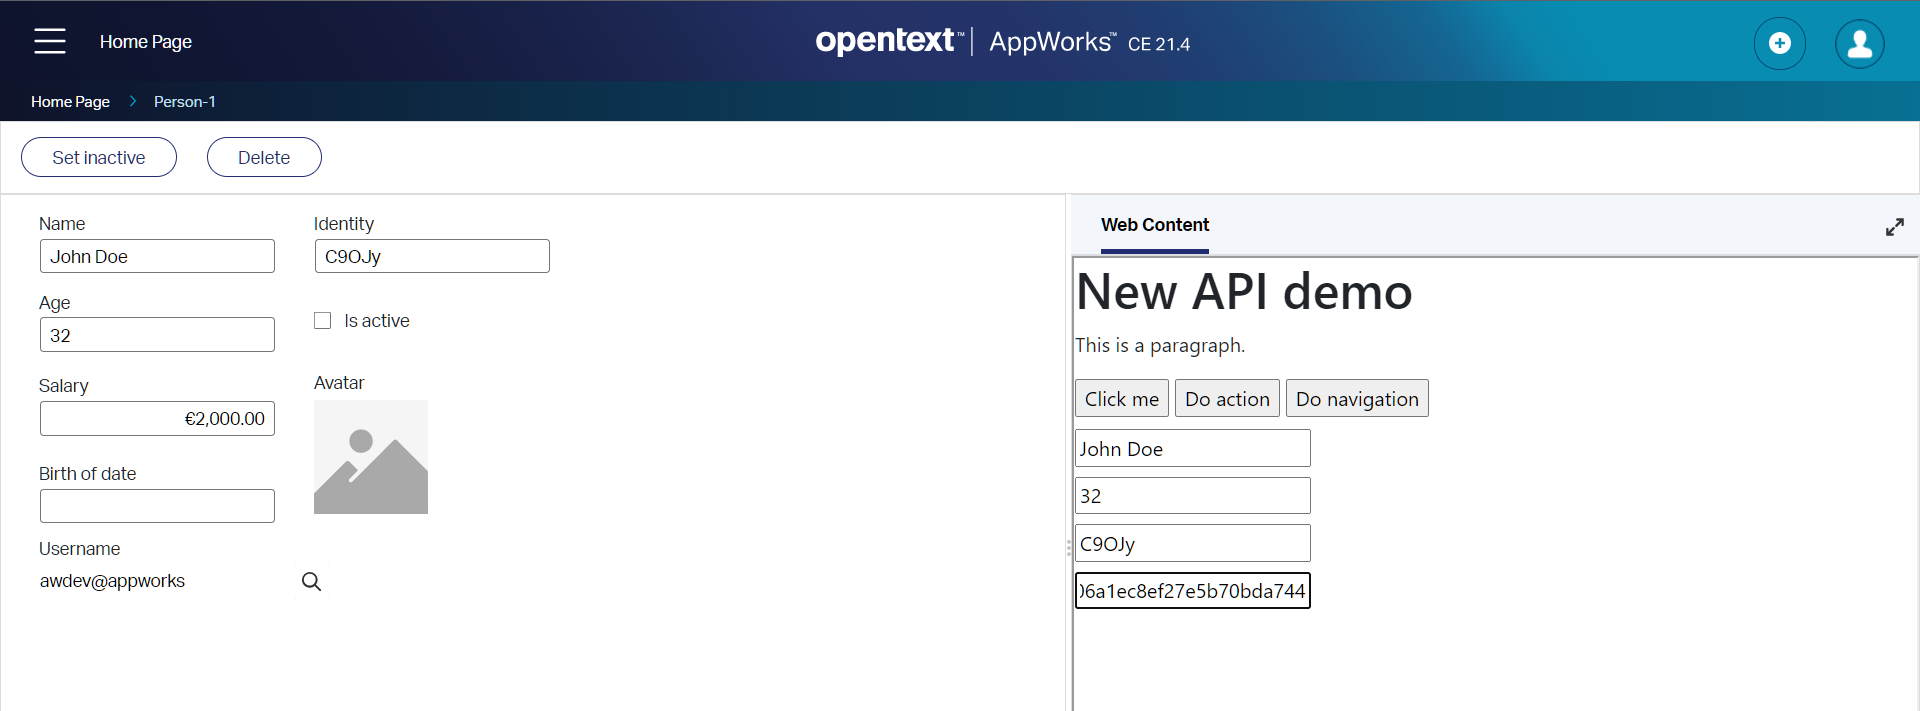 Home Page
opentext™ | AppWorks™ CE 21.4
Home Page > Person-1
Set inactive
Delete
Name
John Doe
Identity
C9OJy
Age
32
Is active
Salary
€2,000.00
Avatar
Birth of date
Username
awdev@appworks
Web Content
New API demo
This is a paragraph.
Click me
Do action
Do navigation
John Doe
32
C9OJy
06a1ec8ef27e5b70bda744